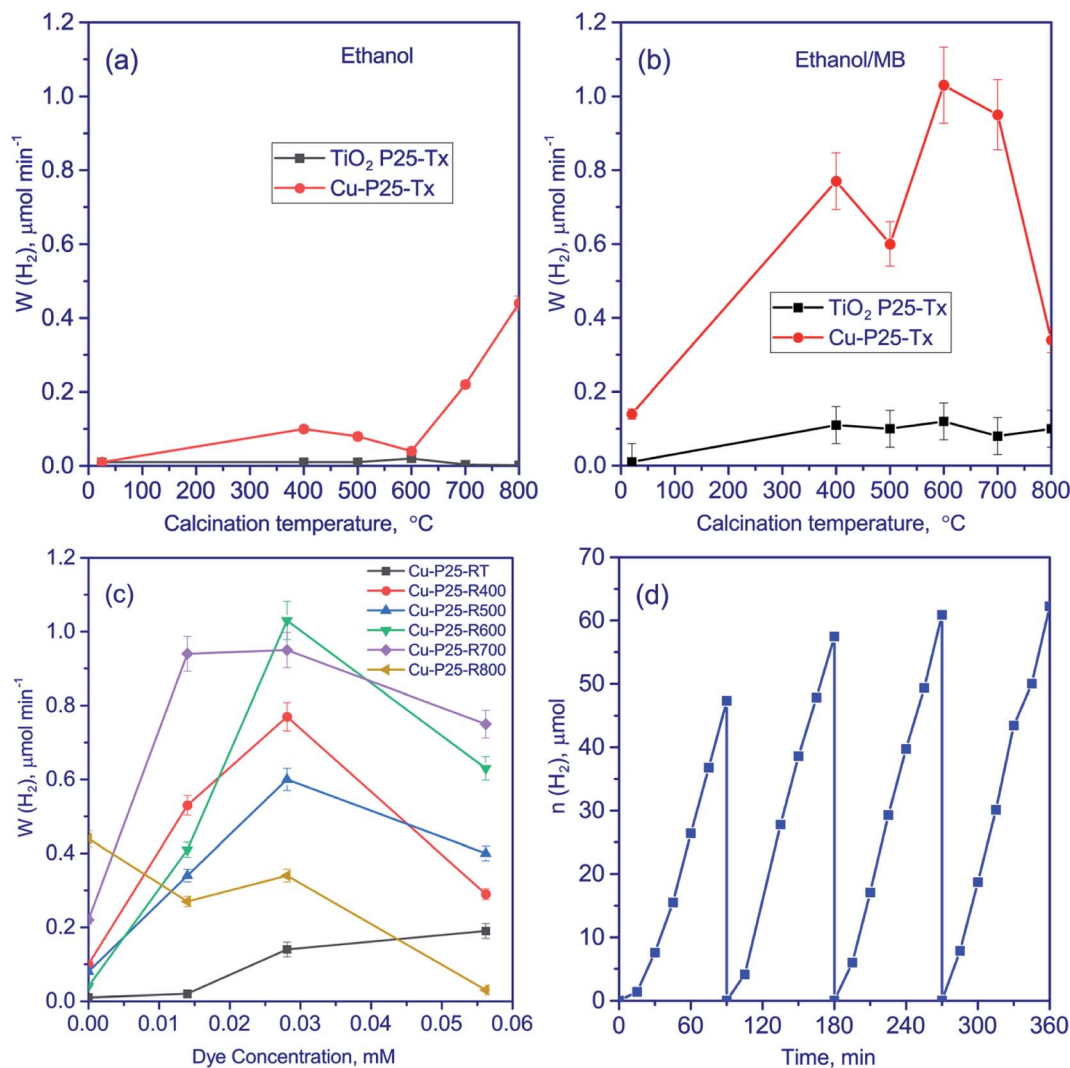 (a)
Ethanol
TiO₂ P25-Tx
Cu-P25-Tx
W (H₂), μmol min⁻¹
1.2
1.0
0.8
0.6
0.4
0.2
0.0
0 100 200 300 400 500 600 700 800
Calcination temperature, °C
(b)
Ethanol/MB
TiO₂ P25-Tx
Cu-P25-Tx
W (H₂), μmol min⁻¹
1.2
1.0
0.8
0.6
0.4
0.2
0.0
0 100 200 300 400 500 600 700 800
Calcination temperature, °C
(c)
Cu-P25-RT
Cu-P25-R400
Cu-P25-R500
Cu-P25-R600
Cu-P25-R700
Cu-P25-R800
W (H₂), μmol min⁻¹
1.2
1.0
0.8
0.6
0.4
0.2
0.0
0.00 0.01 0.02 0.03 0.04 0.05 0.06
Dye Concentration, mM
(d)
n (H₂), μmol
70
60
50
40
30
20
10
0
0 60 120 180 240 300 360
Time, min